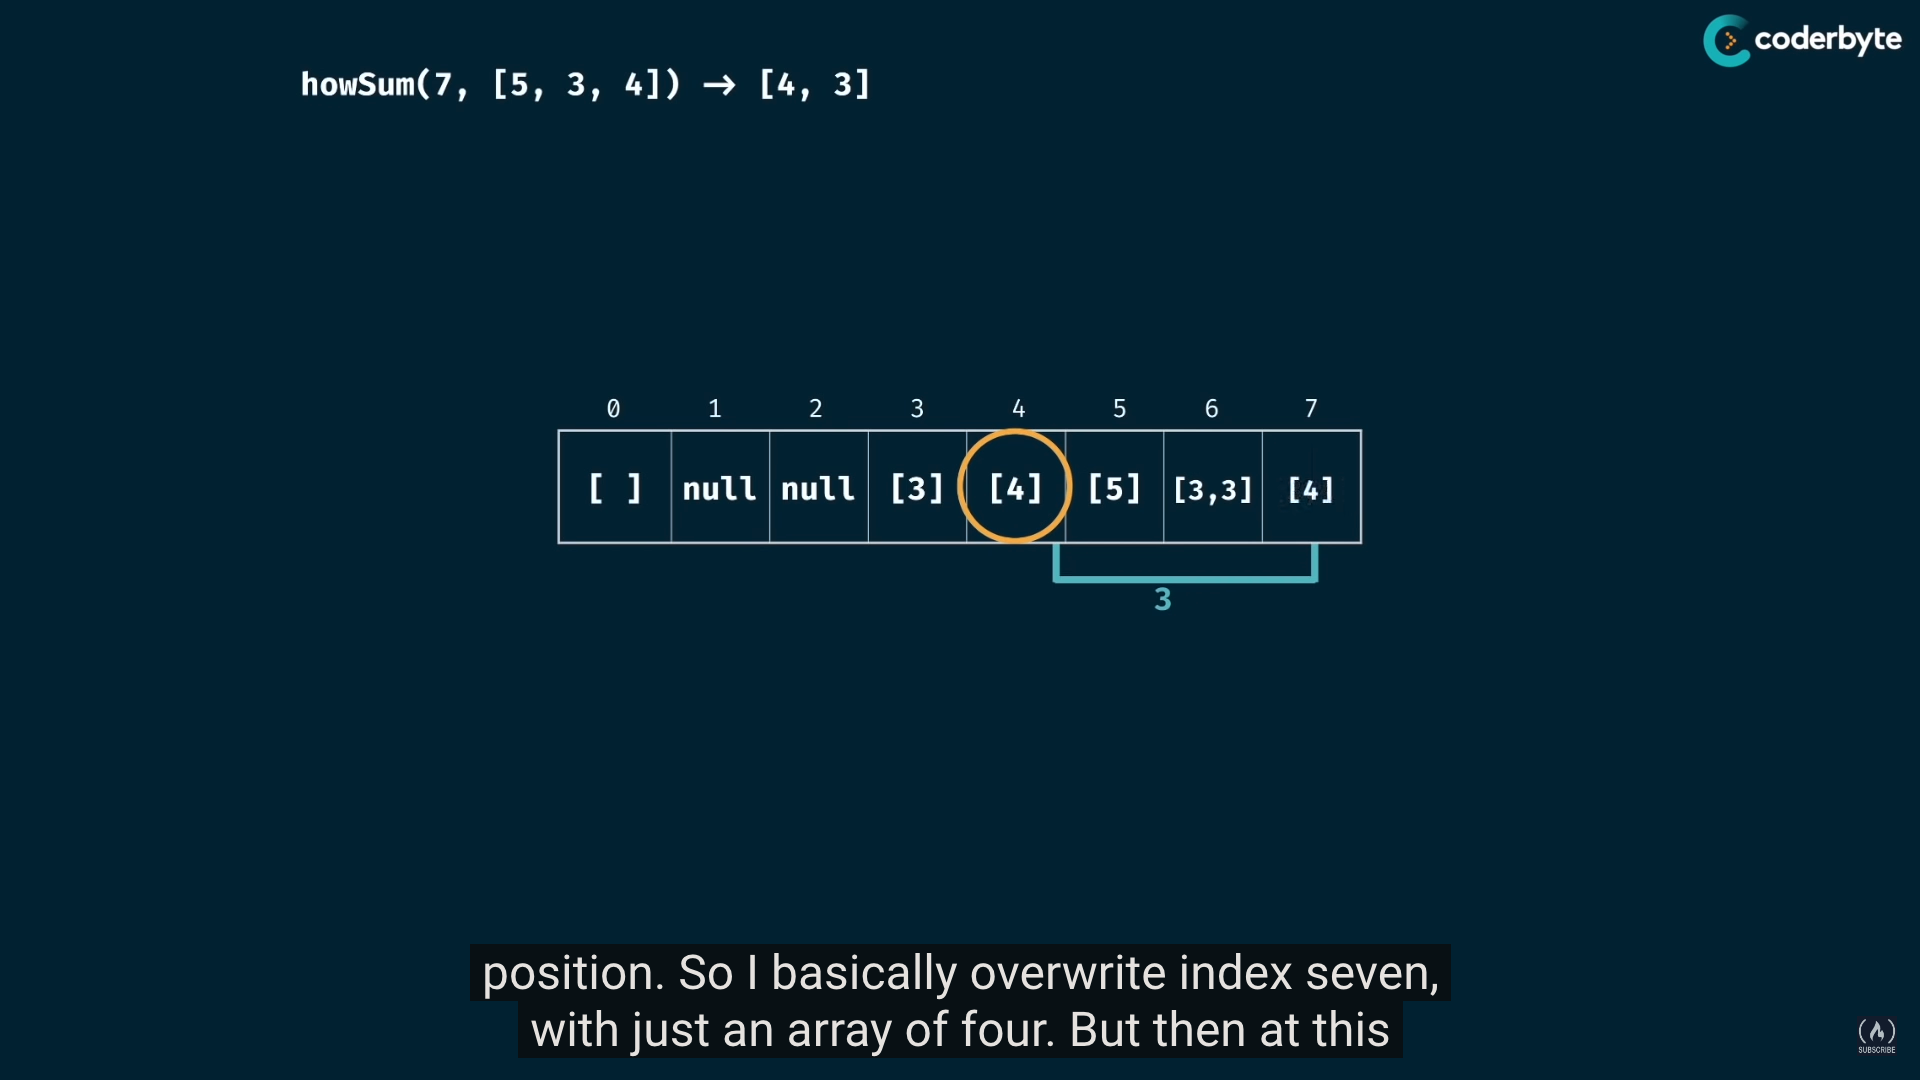 coderbyte
howSum(7, [5, 3, 4]) → [4, 3]
0 1 2 3 4 5 6 7
[ ] null null [3] [4] [5] [3,3] [4]
3
position. So I basically overwrite index seven,
with just an array of four. But then at this
SUBSCRIBE